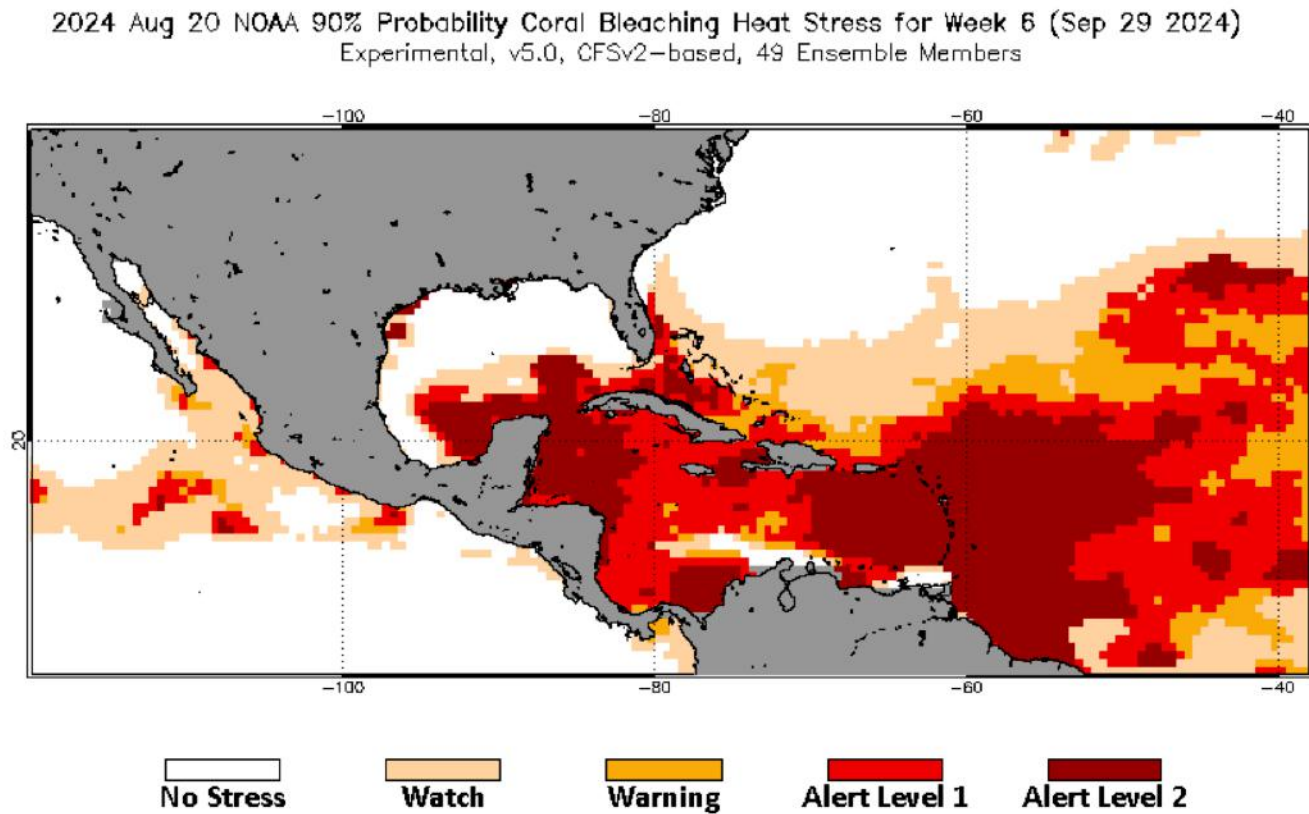 2024 Aug 20 NOAA 90% Probability Coral Bleaching Heat Stress for Week 6 (Sep 29 2024)
Experimental, v5.0, CFSv2-based, 49 Ensemble Members
-100 -80 -60 -40
20
-100 -80 -60 -40
No Stress Watch Warning Alert Level 1 Alert Level 2